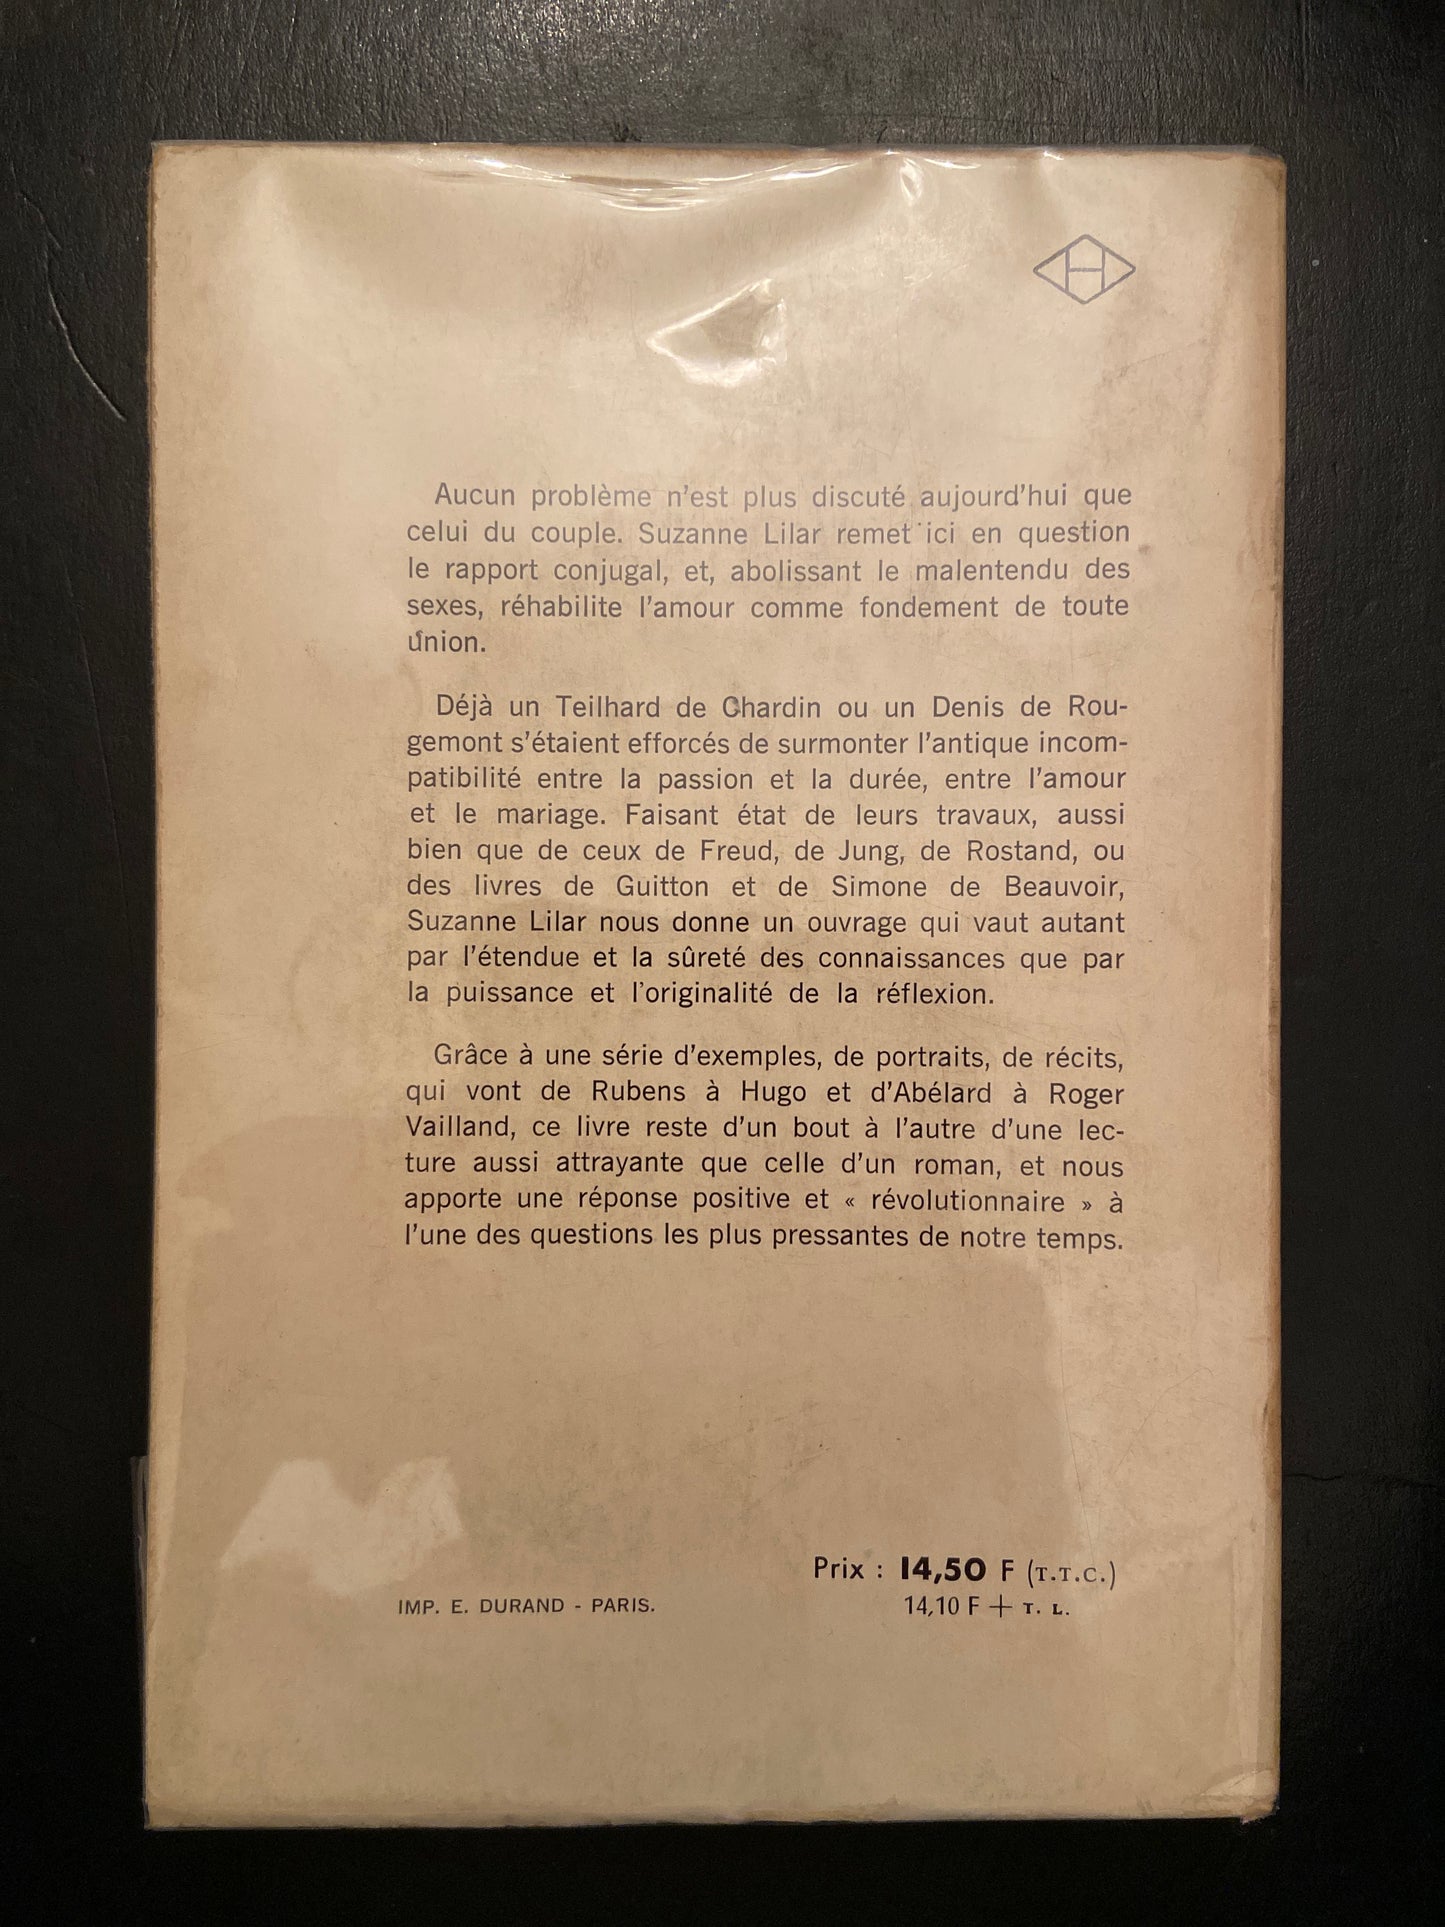 H
Aucun problème n'est plus discuté aujourd'hui que
celui du couple. Suzanne Lilar remet ici en question
le rapport conjugal, et, abolissant le malentendu des
sexes, réhabilite l'amour comme fondement de toute
union.
Déjà un Teilhard de Chardin ou un Denis de Rou-
gemont s'étaient efforcés de surmonter l'antique incom-
patibilité entre la passion et la durée, entre l'amour
et le mariage. Faisant état de leurs travaux, aussi
bien que de ceux de Freud, de Jung, de Rostand, ou
des livres de Guitton et de Simone de Beauvoir,
Suzanne Lilar nous donne un ouvrage qui vaut autant
par l'étendue et la sûreté des connaissances que par
la puissance et l'originalité de la réflexion.
Grâce à une série d'exemples, de portraits, de récits,
qui vont de Rubens à Hugo et d'Abélard à Roger
Vailland, ce livre reste d'un bout à l'autre d'une lec-
ture aussi attrayante que celle d'un roman, et nous
apporte une réponse positive et « révolutionnaire » à
l'une des questions les plus pressantes de notre temps.
Prix : 14,50 F (T.T.C.)
IMP. E. DURAND - PARIS.
14,10 F + T. L.